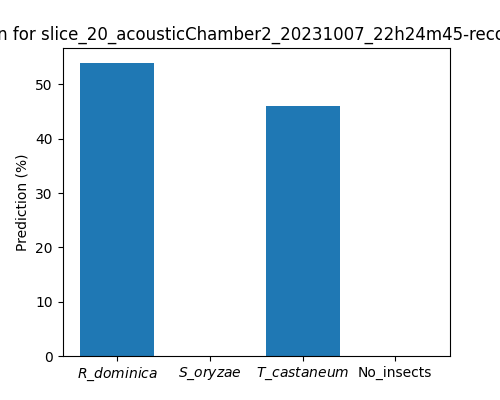 n for slice_20_acousticChamber2_20231007_22h24m45-reco
Prediction (%)
50
40
30
20
10
0
R_dominica S_oryzae T_castaneum No_insects